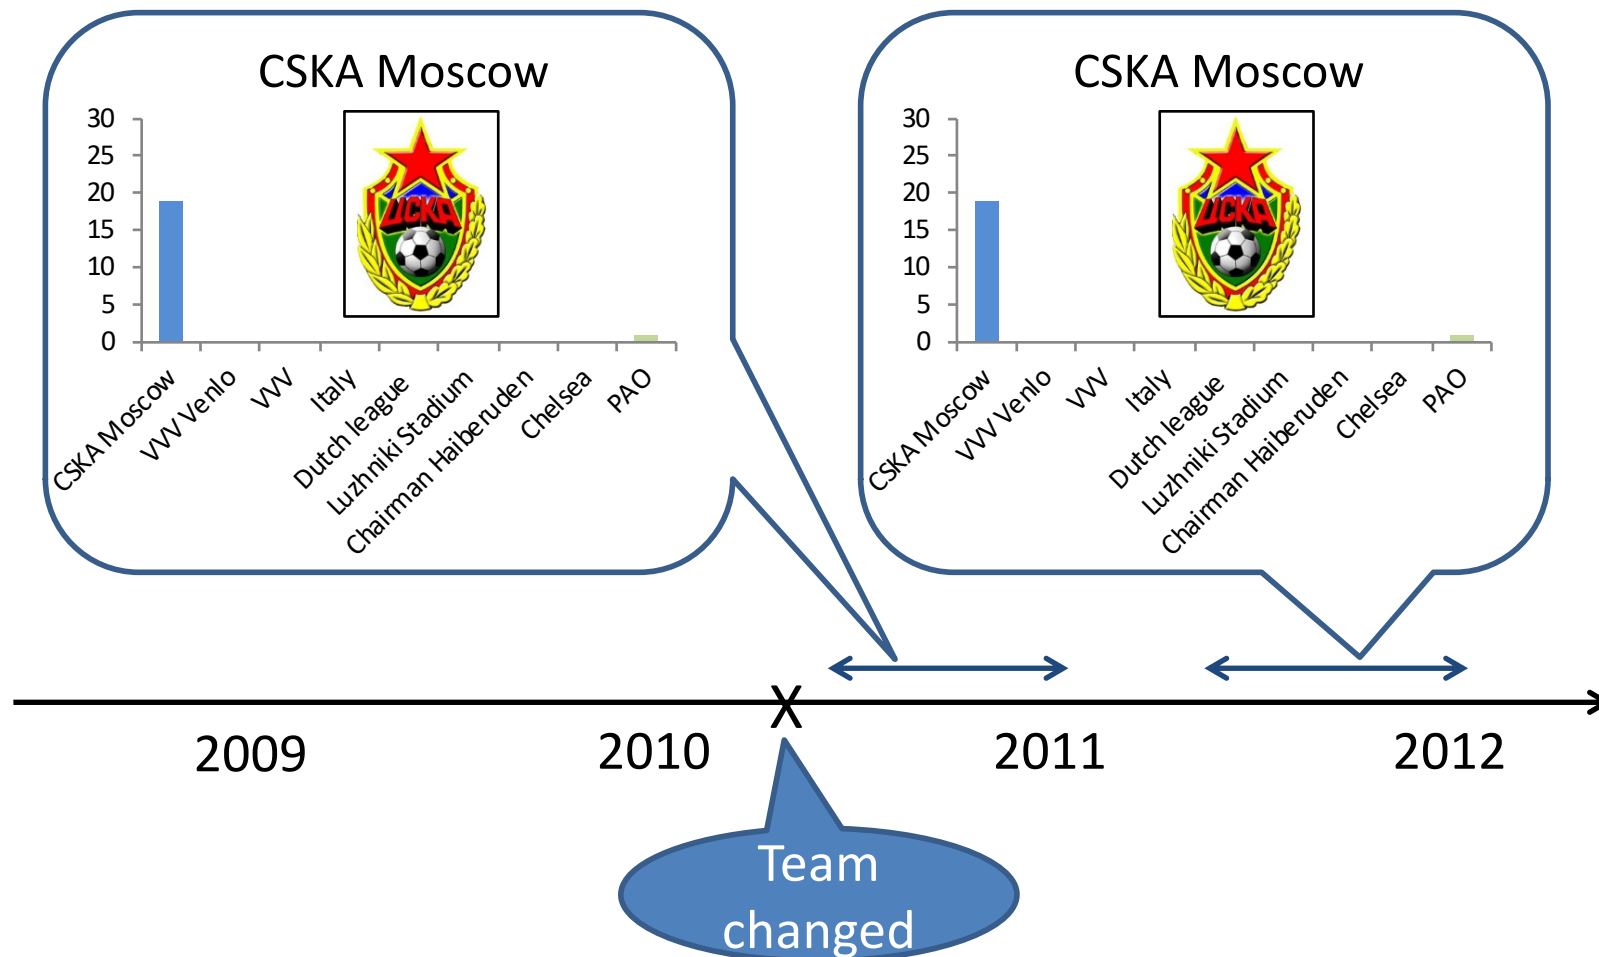 CSKA Moscow
30
25
20
15
10
5
0
ЦСКА
CSKA Moscow
VVV Venlo
VVV
Italy
Dutch league
Luzhniki Stadium
Chairman Haiberuden
Chelsea
PAO
CSKA Moscow
30
25
20
15
10
5
0
ЦСКА
CSKA Moscow
VVV Venlo
VVV
Italy
Dutch league
Luzhniki Stadium
Chairman Haiberuden
Chelsea
PAO
X
2009
2010
2011
2012
Team
changed